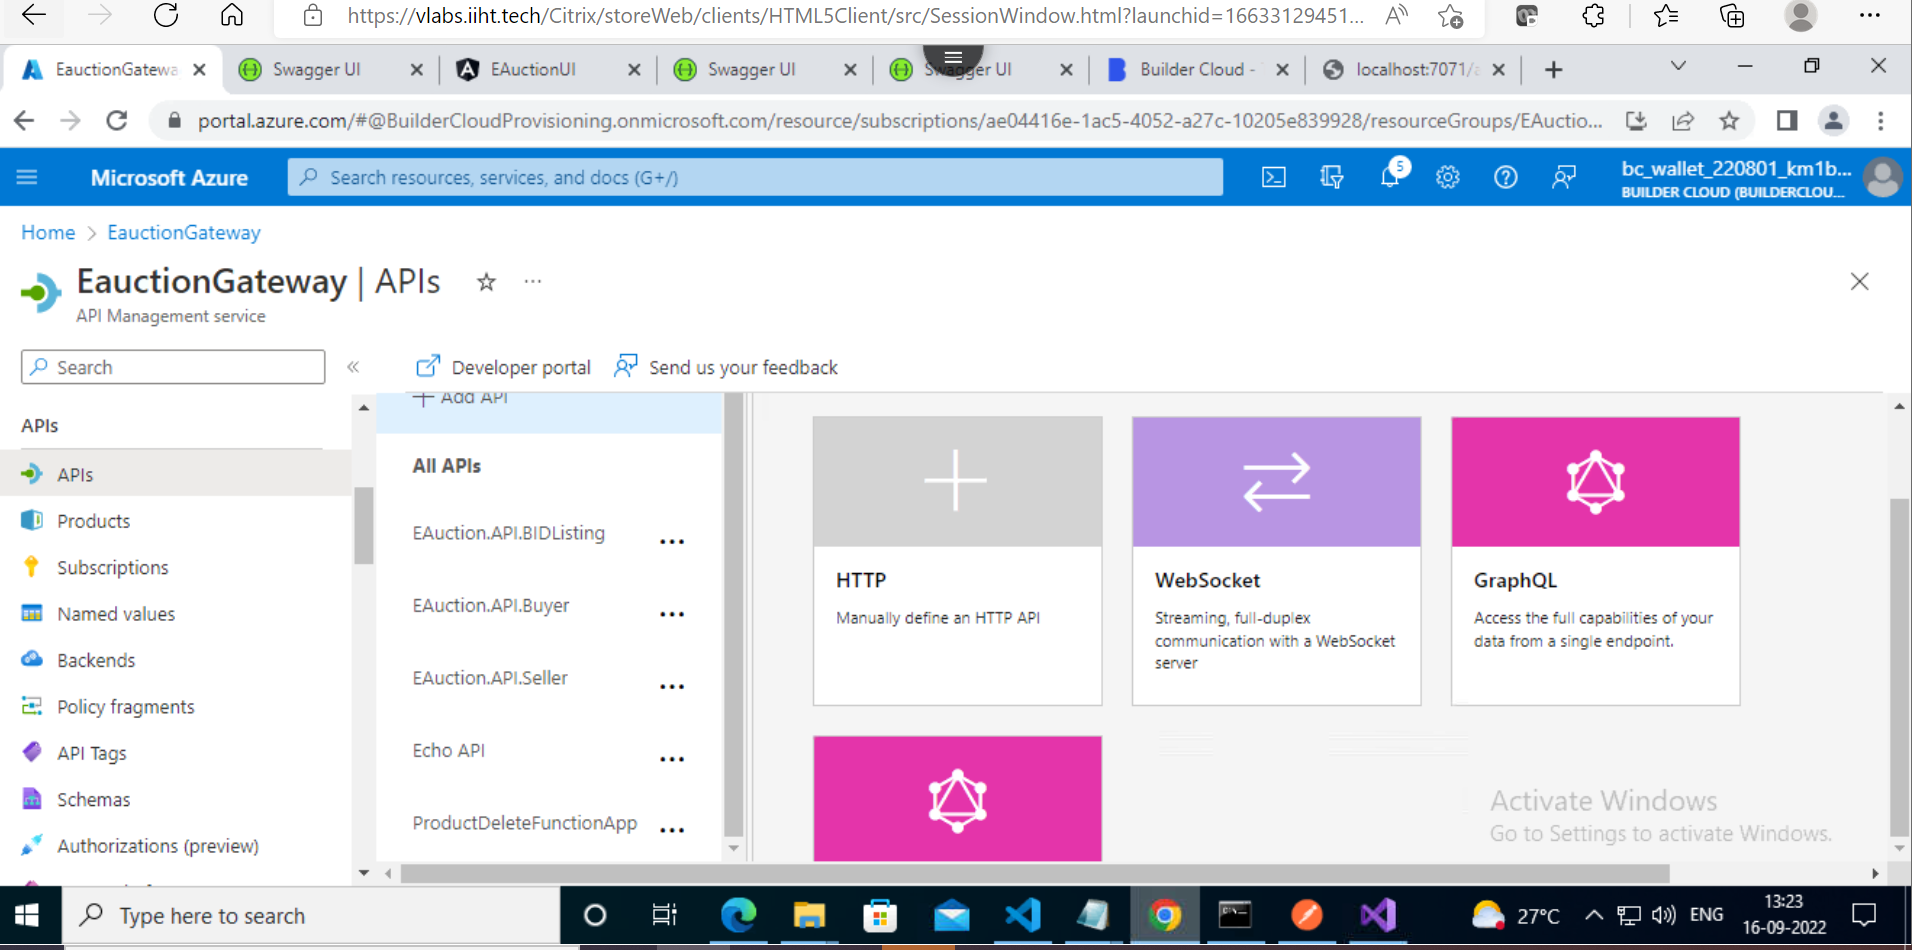 https://vlabs.iiht.tech/Citrix/storeWeb/clients/HTML5Client/src/SessionWindow.html?launchid=16633129451...
EauctionGatewa
Swagger UI
EAuctionUI
Swagger UI
Swagger UI
Builder Cloud -
localhost:7071/a
portal.azure.com/#@BuilderCloudProvisioning.onmicrosoft.com/resource/subscriptions/ae04416e-1ac5-4052-a27c-10205e839928/resourceGroups/EAuctio...
Microsoft Azure
Search resources, services, and docs (G+/)
5
bc_wallet_220801_km1b...
BUILDER CLOUD (BUILDERCLOU...
Home > EauctionGateway
EauctionGateway | APIs
API Management service
Search
Developer portal
Send us your feedback
APIs
APIs
Products
Subscriptions
Named values
Backends
Policy fragments
API Tags
Schemas
Authorizations (preview)
Add API
All APIs
EAuction.API.BIDListing
EAuction.API.Buyer
EAuction.API.Seller
Echo API
ProductDeleteFunctionApp
HTTP
Manually define an HTTP API
WebSocket
Streaming, full-duplex
communication with a WebSocket
server
GraphQL
Access the full capabilities of your
data from a single endpoint.
Activate Windows
Go to Settings to activate Windows.
Type here to search
27°C
ENG
13:23
16-09-2022